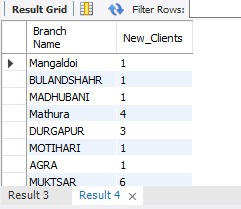 Result Grid Filter Rows:
Branch Name New_Clients
Mangaldoi 1
BULANDSHAHR 1
MADHUBANI 1
Mathura 4
DURGAPUR 3
MOTIHARI 1
AGRA 1
MUKTSAR 6
Result 3 Result 4 ×